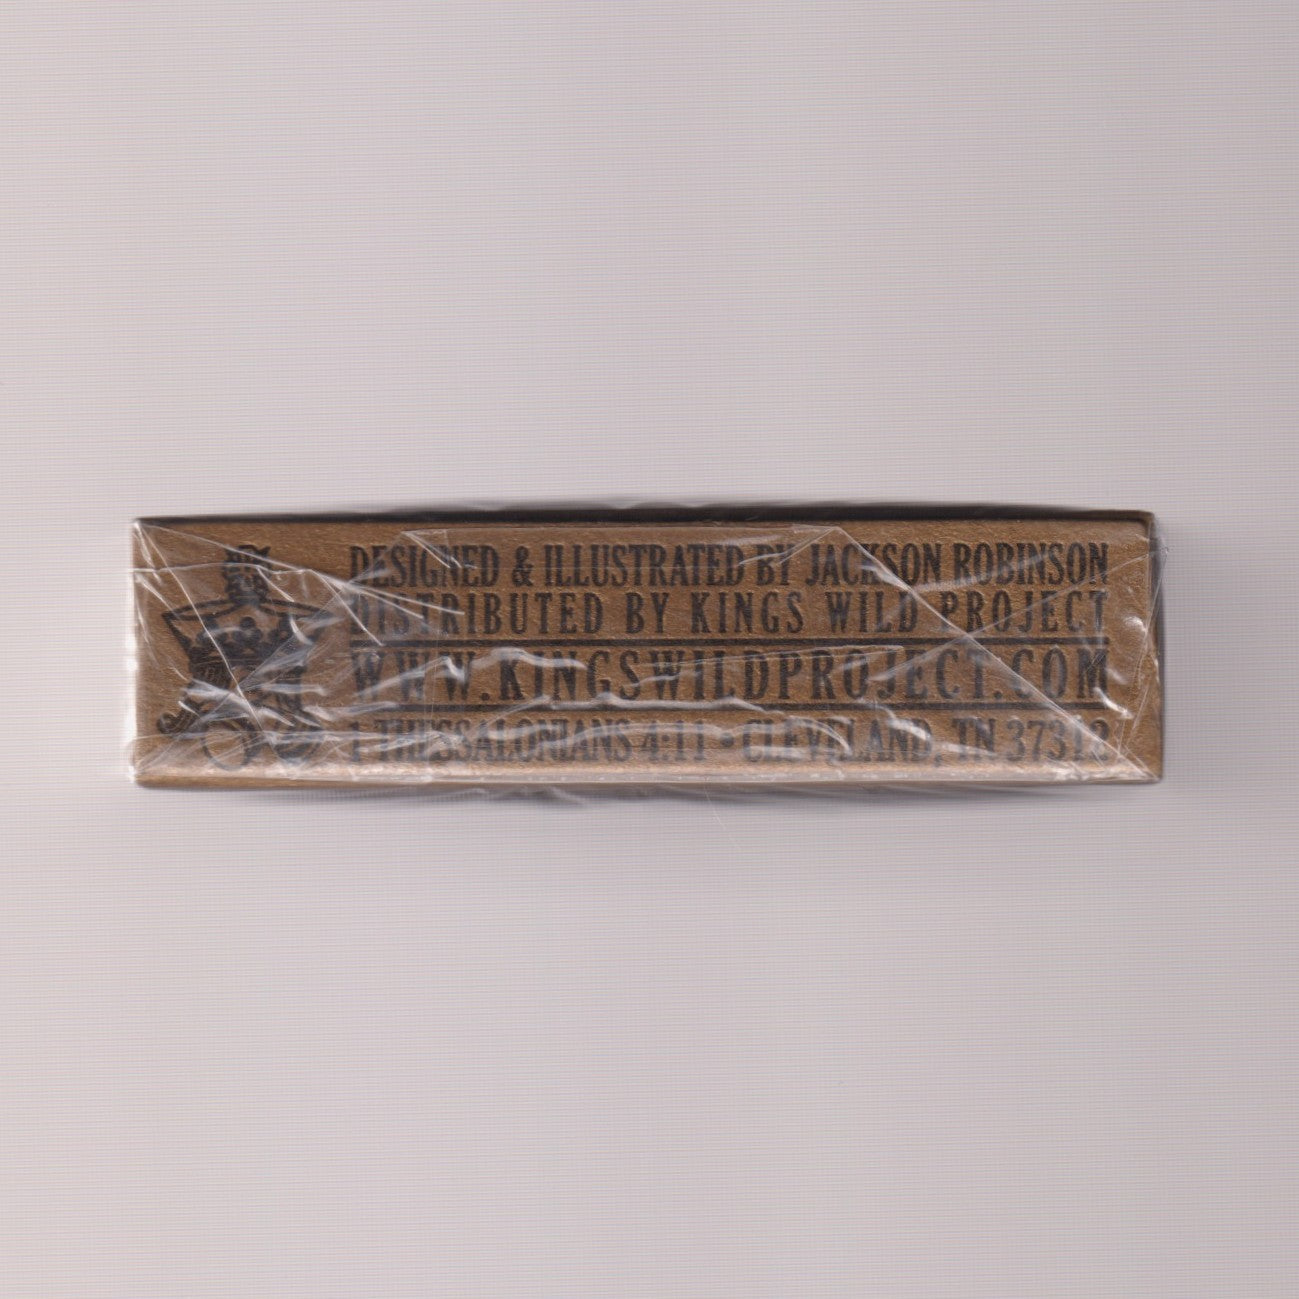 DESIGNED & ILLUSTRATED BY JACKSON ROBINSON
DISTRIBUTED BY KINGS WILD PROJECT
WWW.KINGSWILDPROJECT.COM
1 THESSALONIANS 4:11 • CLEVELAND, TN 37312